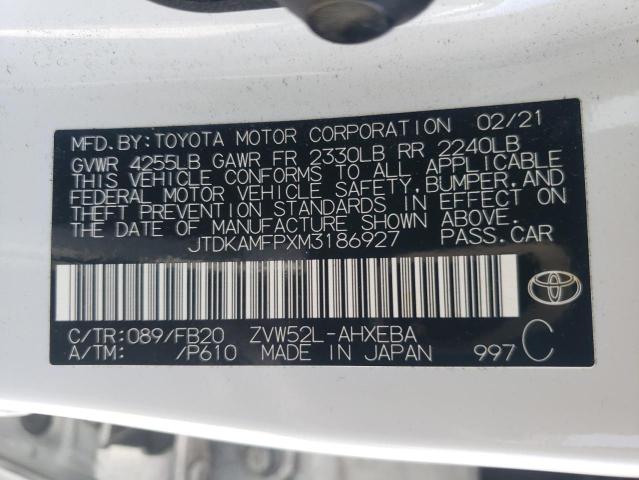 MFD. BY: TOYOTA MOTOR CORPORATION 02/21
GVWR 4255LB GAWR FR 2330LB RR 2240LB
THIS VEHICLE CONFORMS TO ALL APPLICABLE
FEDERAL MOTOR VEHICLE SAFETY, BUMPER, AND
THEFT PREVENTION STANDARDS IN EFFECT ON
THE DATE OF MANUFACTURE SHOWN ABOVE.
JTDKAMFPXM3186927 PASS. CAR
C/TR: 089/FB20 ZVW52L-AHXEBA
A/TM: /P610 MADE IN JAPAN 997 C